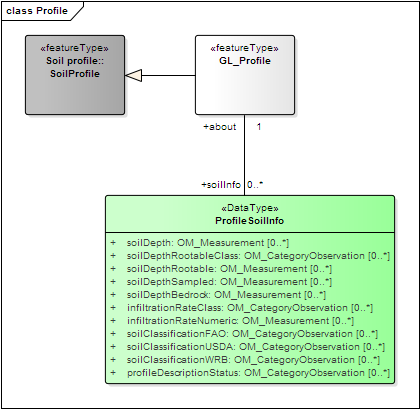 class Profile
«featureType»
Soil profile::
SoilProfile
«featureType»
GL_Profile
+about 1
+soilInfo 0..*
«DataType»
ProfileSoilInfo
+ soilDepth: OM_Measurement [0..*]
+ soilDepthRootableClass: OM_CategoryObservation [0..*]
+ soilDepthRootable: OM_Measurement [0..*]
+ soilDepthSampled: OM_Measurement [0..*]
+ soilDepthBedrock: OM_Measurement [0..*]
+ infiltrationRateClass: OM_CategoryObservation [0..*]
+ infiltrationRateNumeric: OM_Measurement [0..*]
+ soilClassificationFAO: OM_CategoryObservation [0..*]
+ soilClassificationUSDA: OM_CategoryObservation [0..*]
+ soilClassificationWRB: OM_CategoryObservation [0..*]
+ profileDescriptionStatus: OM_CategoryObservation [0..*]